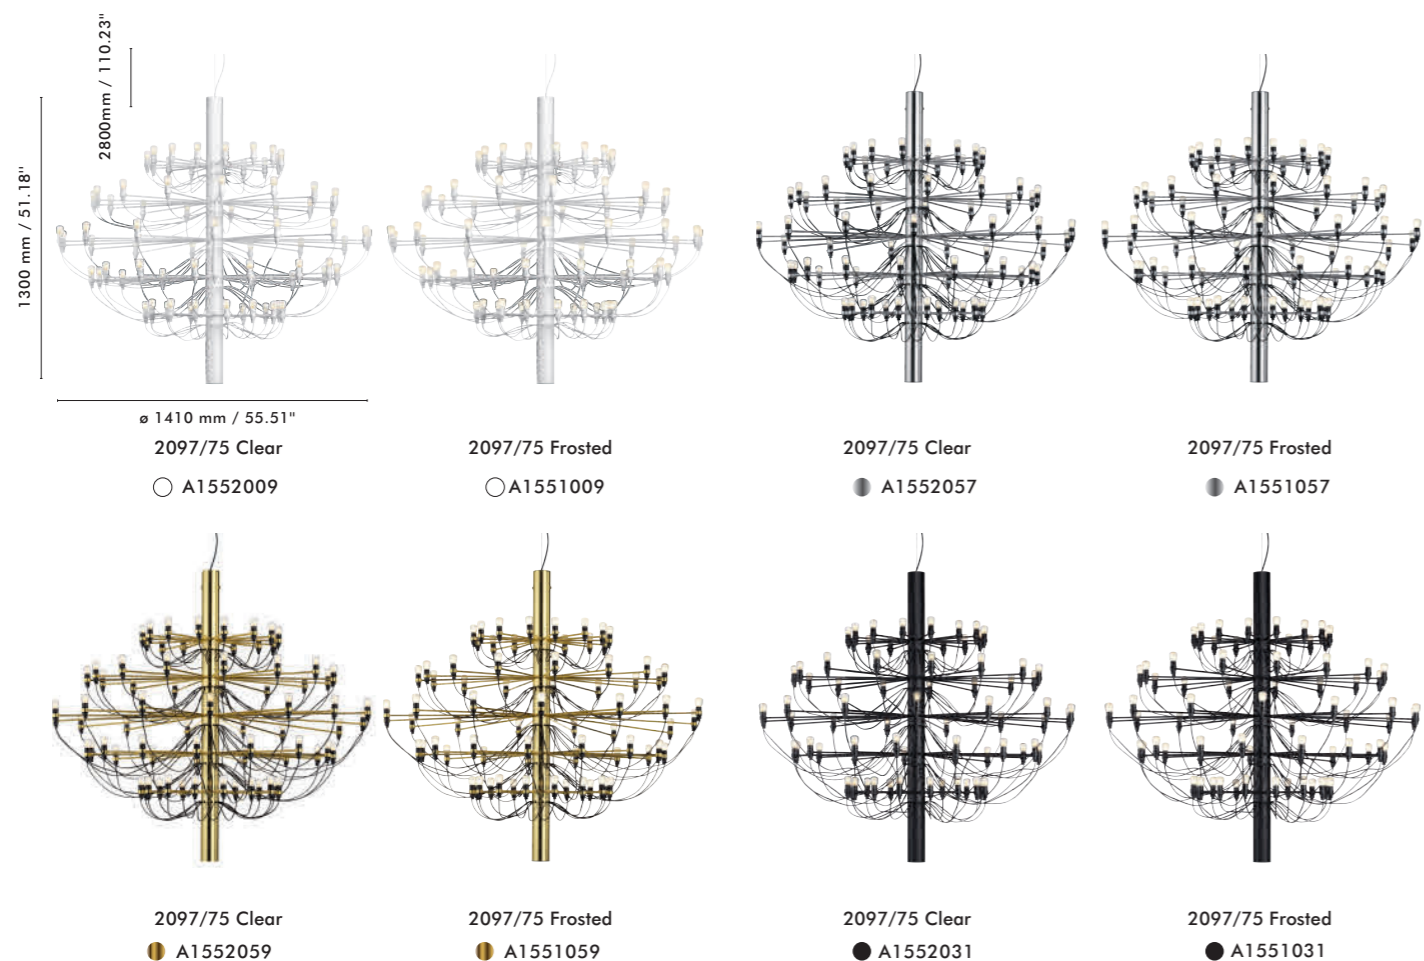 2800mm / 110.23"
1300 mm / 51.18"
ø 1410 mm / 55.51"
2097/75 Clear
A1552009
2097/75 Frosted
A1551009
2097/75 Clear
A1552057
2097/75 Frosted
A1551057
2097/75 Clear
A1552059
2097/75 Frosted
A1551059
2097/75 Clear
A1552031
2097/75 Frosted
A1551031